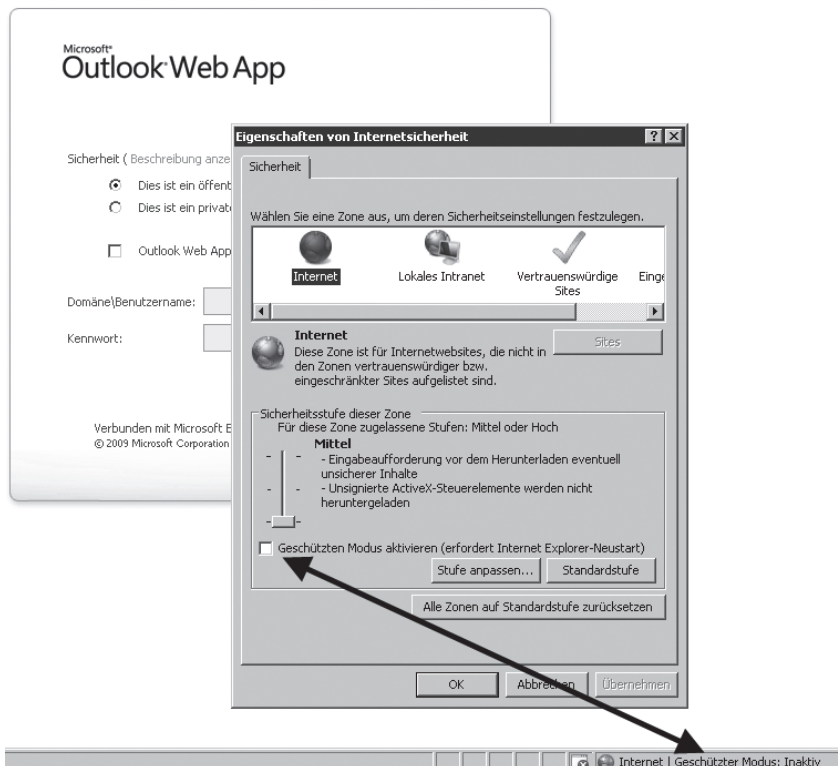 Microsoft®
Outlook Web App
Sicherheit ( Beschreibung anze
Dies ist ein öffent
Dies ist ein privat
Outlook Web App
Domäne\Benutzername:
Kennwort:
Verbunden mit Microsoft E
© 2009 Microsoft Corporation
Eigenschaften von Internetsicherheit
Sicherheit
Wählen Sie eine Zone aus, um deren Sicherheitseinstellungen festzulegen.
Internet
Lokales Intranet
Vertrauenswürdige
Sites
Einge
Internet
Diese Zone ist für Internetwebsites, die nicht in
den Zonen vertrauenswürdiger bzw.
eingeschränkter Sites aufgelistet sind.
Sites
Sicherheitsstufe dieser Zone
Für diese Zone zugelassene Stufen: Mittel oder Hoch
Mittel
- Eingabeaufforderung vor dem Herunterladen eventuell
unsicherer Inhalte
- Unsignierte ActiveX-Steuerelemente werden nicht
heruntergeladen
Geschützten Modus aktivieren (erfordert Internet Explorer-Neustart)
Stufe anpassen...
Standardstufe
Alle Zonen auf Standardstufe zurücksetzen
OK
Abbrechen
Übernehmen
Internet | Geschützter Modus: Inaktiv